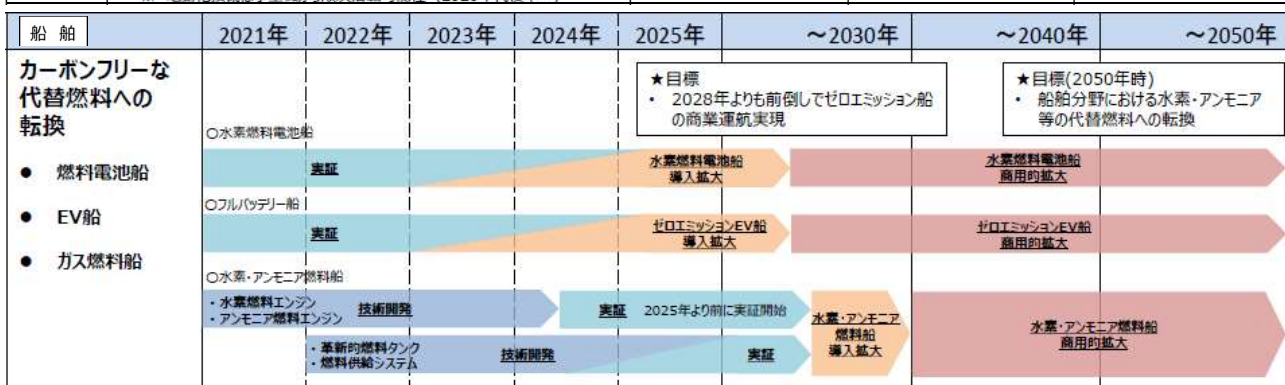 船 舶
2021年 2022年 2023年 2024年 2025年 ～2030年 ～2040年 ～2050年
カーボンフリーな
代替燃料への
転換
● 燃料電池船
● EV船
● ガス燃料船
★目標
• 2028年よりも前倒しでゼロエミッション船
の商業運航実現
★目標(2050年時)
• 船舶分野における水素・アンモニア
等の代替燃料への転換
○水素燃料電池船
実証
水素燃料電池船
導入拡大
水素燃料電池船
商用的拡大
○フルバッテリー船
実証
ゼロエミッションEV船
導入拡大
ゼロエミッションEV船
商用的拡大
○水素・アンモニア燃料船
・水素燃料エンジン
・アンモニア燃料エンジン
技術開発
実証 2025年より前に実証開始
水素・アンモニア
燃料船
導入拡大
水素・アンモニア燃料船
商用的拡大
・革新的燃料タンク
・燃料供給システム
技術開発
実証